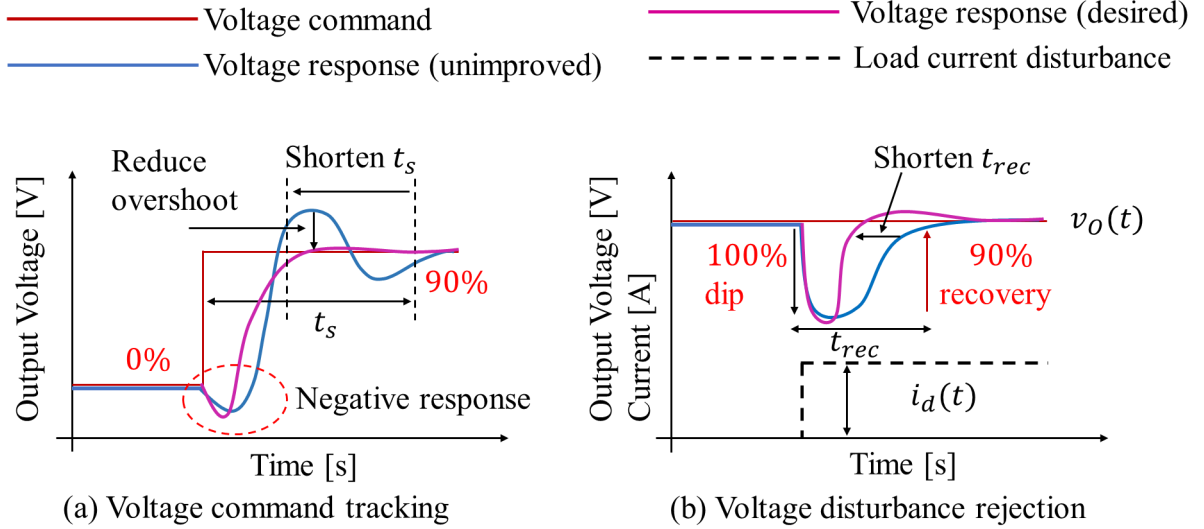 Voltage command
Voltage response (unimproved)
Voltage response (desired)
Load current disturbance
Output Voltage [V]
Reduce
overshoot
Shorten t_s
90%
t_s
0%
Negative response
Time [s]
(a) Voltage command tracking
Output Voltage [V]
Current [A]
Shorten t_rec
v_O(t)
100%
dip
90%
recovery
t_rec
i_d(t)
Time [s]
(b) Voltage disturbance rejection